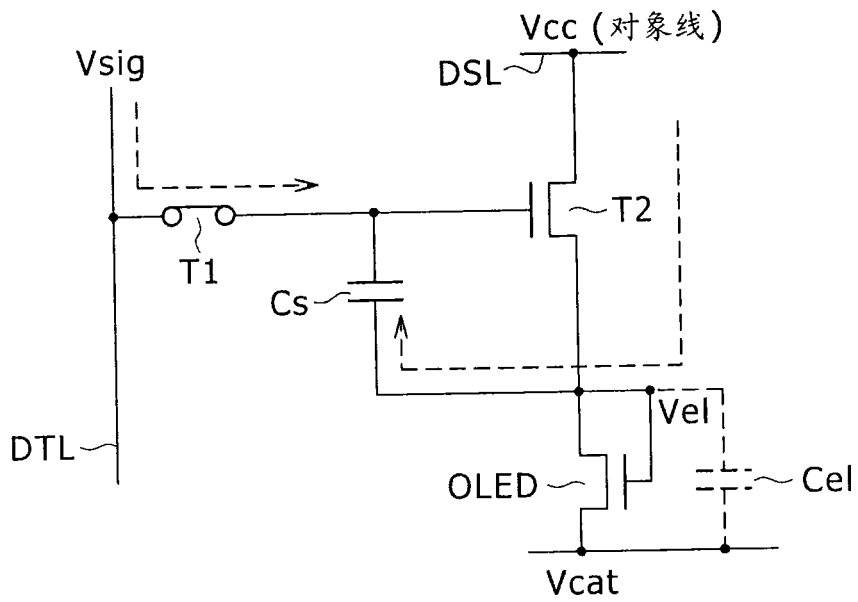 Vcc (对象线)
Vsig
DSL
T2
T1
Cs
Vel
DTL
OLED
Cel
Vcat